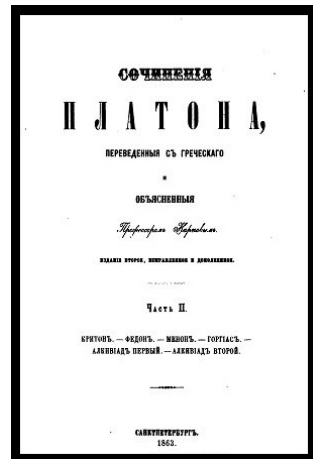 СОЧИНЕНІЯ
ПЛАТОНА,
ПЕРЕВЕДЕННЫЯ СЪ ГРЕЧЕСКАГО
И
ОБЪЯСНЕННЫЯ
Профессоромъ Карповымъ.
ИЗДАНІЕ ВТОРОЕ, ИСПРАВЛЕННОЕ И ДОПОЛНЕННОЕ.
Часть II.
КРИТОНЪ. — ФЕДОНЪ. — МЕНОНЪ. — ГОРГІАСЪ. —
АЛКИВІАДЪ ПЕРВЫЙ. — АЛКИВІАДЪ ВТОРОЙ.
САНКТПЕТЕРБУРГЪ.
1863.